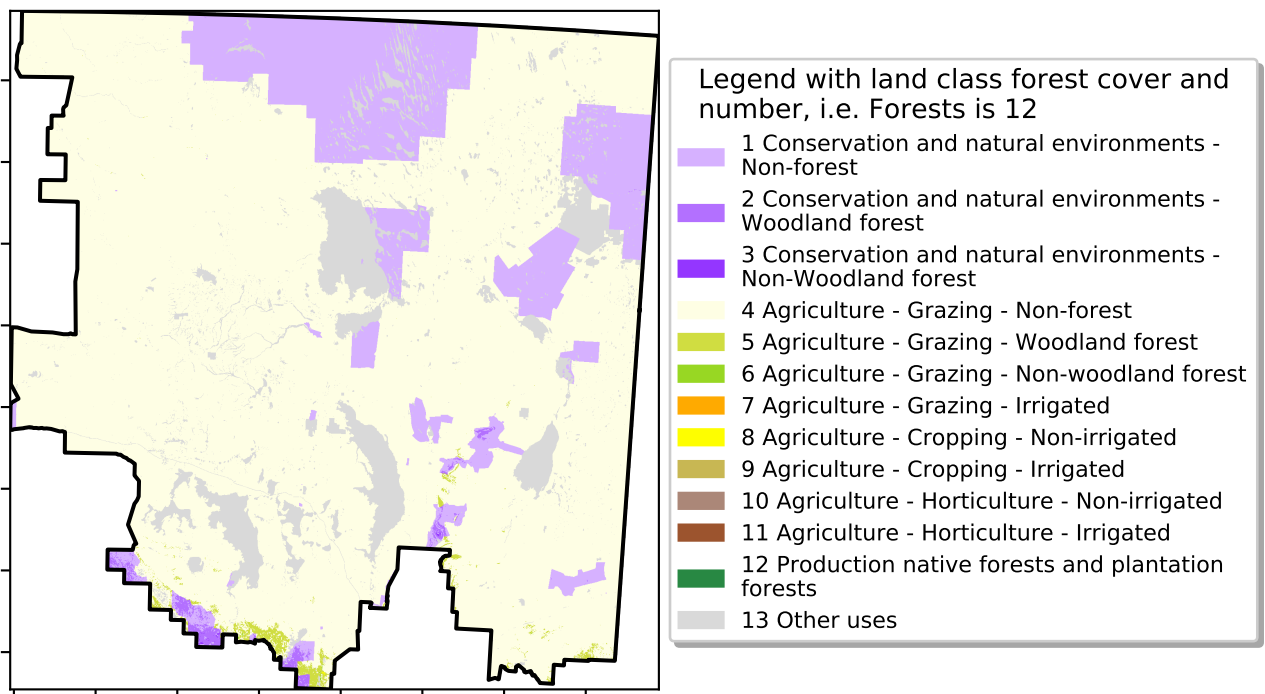 Legend with land class forest cover and
number, i.e. Forests is 12
1 Conservation and natural environments -
Non-forest
2 Conservation and natural environments -
Woodland forest
3 Conservation and natural environments -
Non-Woodland forest
4 Agriculture - Grazing - Non-forest
5 Agriculture - Grazing - Woodland forest
6 Agriculture - Grazing - Non-woodland forest
7 Agriculture - Grazing - Irrigated
8 Agriculture - Cropping - Non-irrigated
9 Agriculture - Cropping - Irrigated
10 Agriculture - Horticulture - Non-irrigated
11 Agriculture - Horticulture - Irrigated
12 Production native forests and plantation
forests
13 Other uses